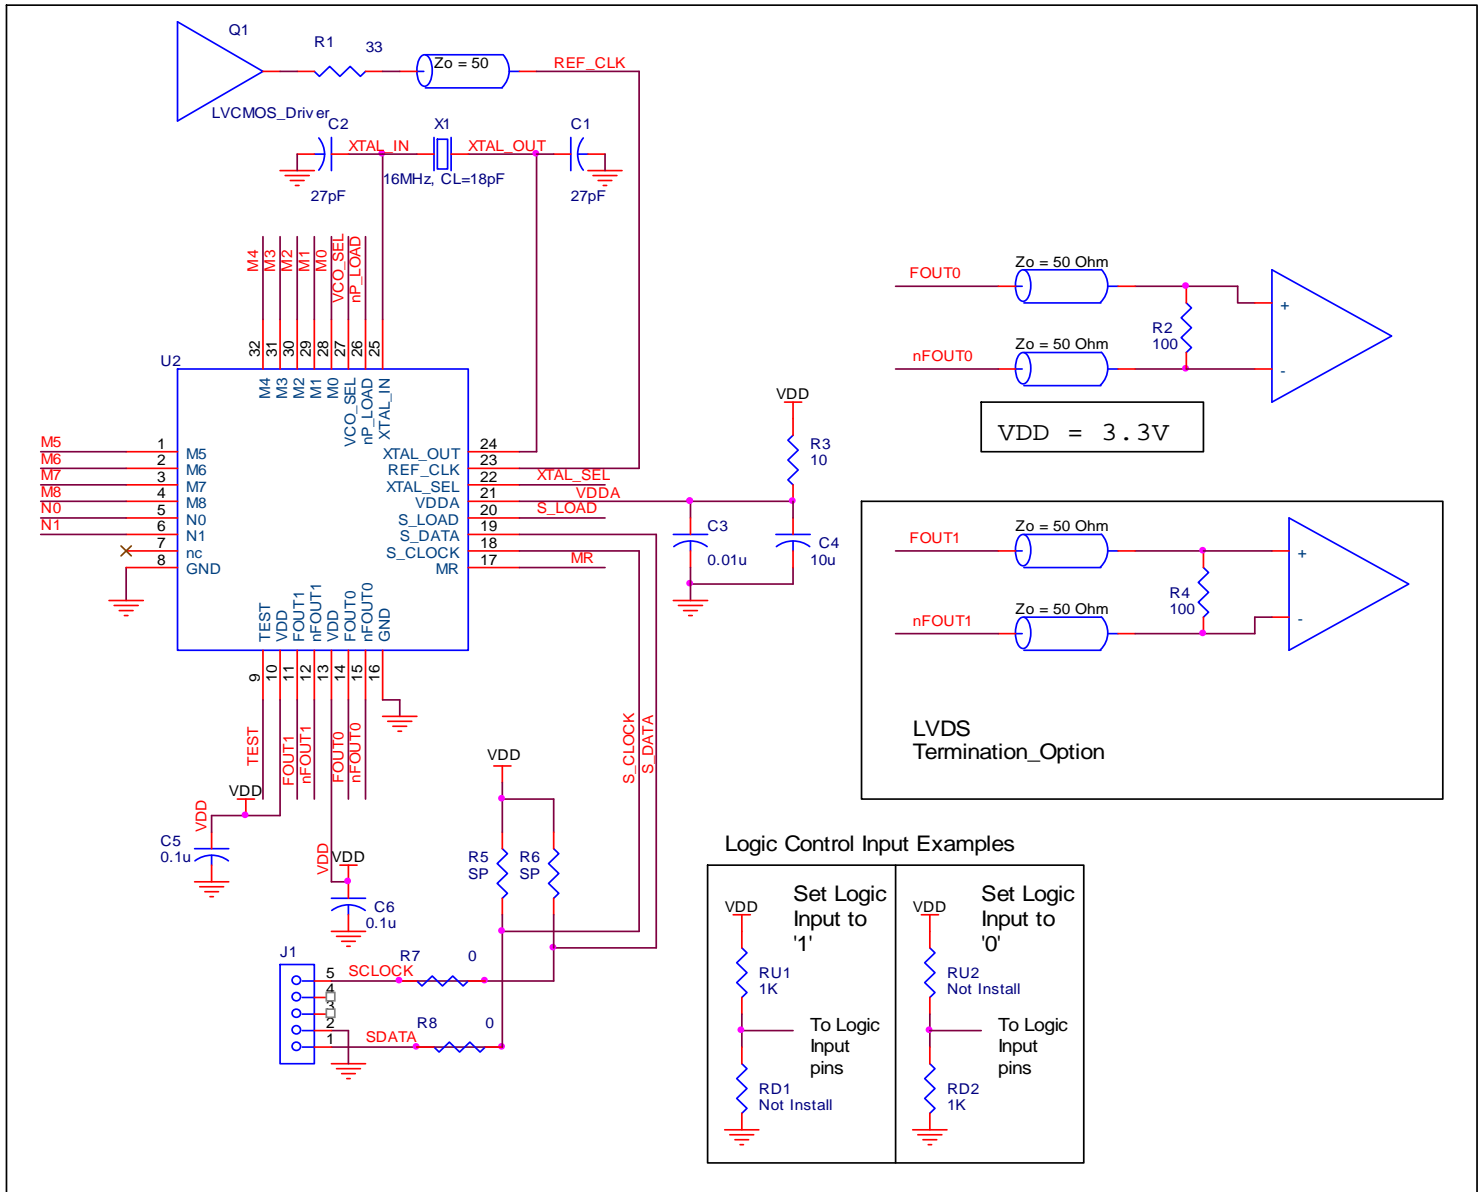 Q1
R1
33
Zo = 50
REF_CLK
LVCMOS_Driver
C2
XTAL_IN
X1
XTAL_OUT
C1
27pF
16MHz, CL=18pF
27pF
M4
M3
M2
M1
M0
VCO_SEL
nP_LOAD
32
31
30
29
28
27
26
25
U2
M4
M3
M2
M1
M0
VCO_SEL
nP_LOAD
XTAL_IN
M5 1 M5
M6 2 M6
M7 3 M7
M8 4 M8
N0 5 N0
N1 6 N1
7 nc
8 GND
XTAL_OUT 24
REF_CLK 23
XTAL_SEL 22 XTAL_SEL
VDDA 21 VDDA
S_LOAD 20 S_LOAD
S_DATA 19
S_CLOCK 18
MR 17 MR
TEST
VDD
FOUT1
nFOUT1
VDD
FOUT0
nFOUT0
GND
9
10
11
12
13
14
15
16
TEST
FOUT1
nFOUT1
FOUT0
nFOUT0
S_CLOCK
S_DATA
VDD
R3
10
C3
0.01u
C4
10u
VDD
VDD
C5
0.1u
VDD
VDD
C6
0.1u
VDD
R5
SP
R6
SP
J1
5
4
3
2
1
SCLOCK
R7
0
SDATA
R8
0
FOUT0
Zo = 50 Ohm
R2
100
+
nFOUT0
Zo = 50 Ohm
-
VDD = 3.3V
FOUT1
Zo = 50 Ohm
R4
100
+
nFOUT1
Zo = 50 Ohm
-
LVDS
Termination_Option
Logic Control Input Examples
VDD
Set Logic
Input to
'1'
RU1
1K
To Logic
Input
pins
RD1
Not Install
VDD
Set Logic
Input to
'0'
RU2
Not Install
To Logic
Input
pins
RD2
1K